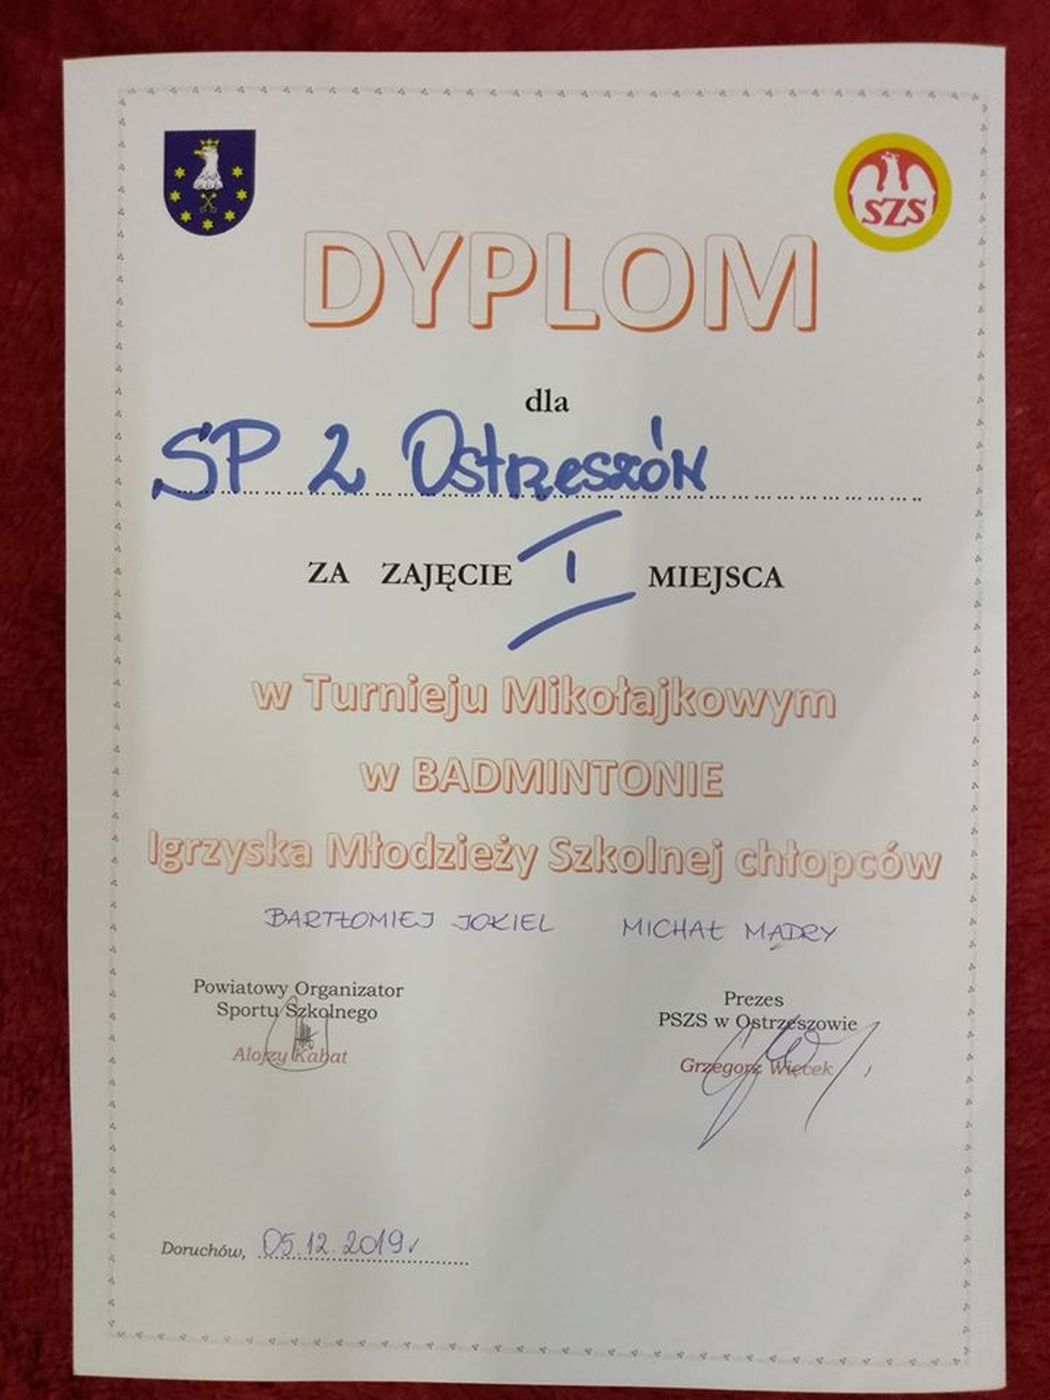 SZS
DYPLOM
dla
SP 2 Ostrzeszów
ZA ZAJĘCIE I MIEJSCA
w Turnieju Mikołajkowym
w BADMINTONIE
Igrzyska Młodzieży Szkolnej chłopców
BARTŁOMIEJ JOKIEL MICHAŁ MĄDRY
Powiatowy Organizator
Sportu Szkolnego
Alojzy Kabat
Prezes
PSZS w Ostrzeszowie
Grzegorz Więcek
Doruchów, 05.12.2019r